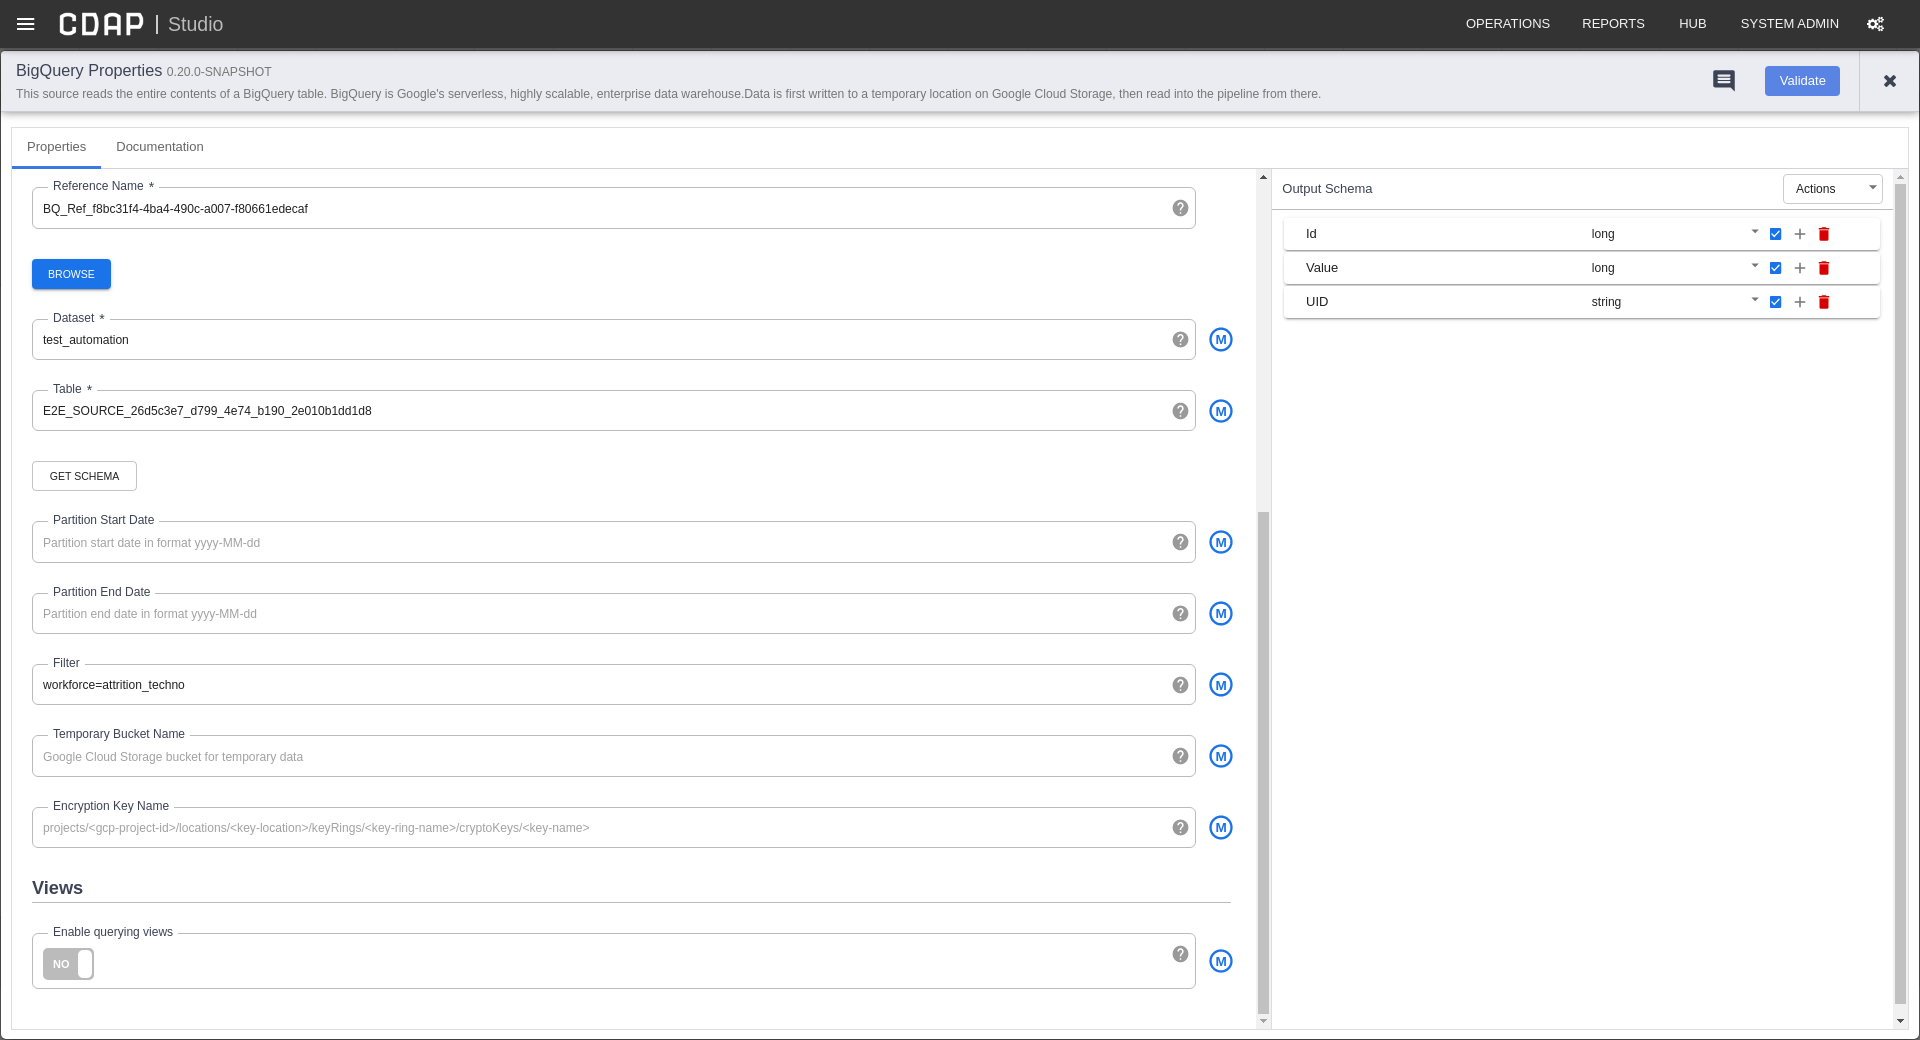 CDAP | Studio
OPERATIONS REPORTS HUB SYSTEM ADMIN
BigQuery Properties 0.20.0-SNAPSHOT
This source reads the entire contents of a BigQuery table. BigQuery is Google's serverless, highly scalable, enterprise data warehouse.Data is first written to a temporary location on Google Cloud Storage, then read into the pipeline from there.
Validate
Properties Documentation
Reference Name *
BQ_Ref_f8bc31f4-4ba4-490c-a007-f80661edecaf
BROWSE
Dataset *
test_automation
M
Table *
E2E_SOURCE_26d5c3e7_d799_4e74_b190_2e010b1dd1d8
M
GET SCHEMA
Partition Start Date
Partition start date in format yyyy-MM-dd
M
Partition End Date
Partition end date in format yyyy-MM-dd
M
Filter
workforce=attrition_techno
M
Temporary Bucket Name
Google Cloud Storage bucket for temporary data
M
Encryption Key Name
projects/<gcp-project-id>/locations/<key-location>/keyRings/<key-ring-name>/cryptoKeys/<key-name>
M
Views
Enable querying views
NO
M
Output Schema
Actions
Id long
Value long
UID string